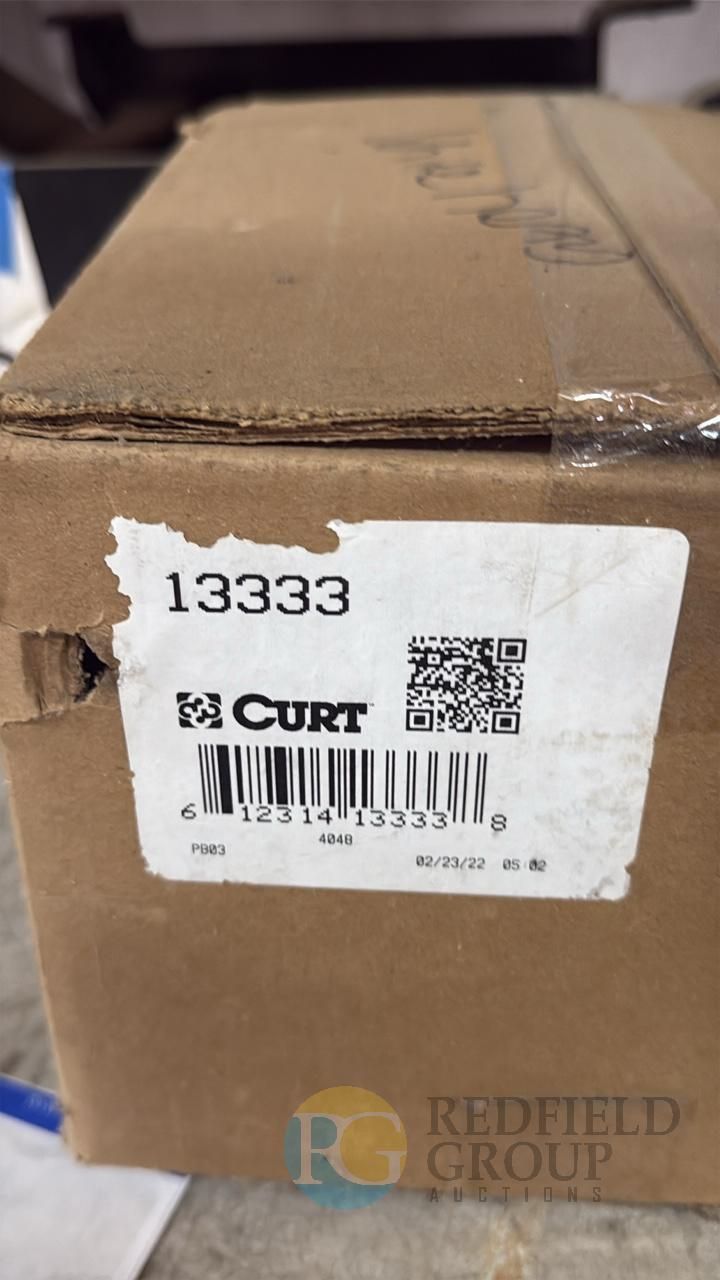 13333
CURT
6 12314 13333 8
4048
PB03
02/23/22 05:02
REDFIELD
GROUP
AUCTIONS